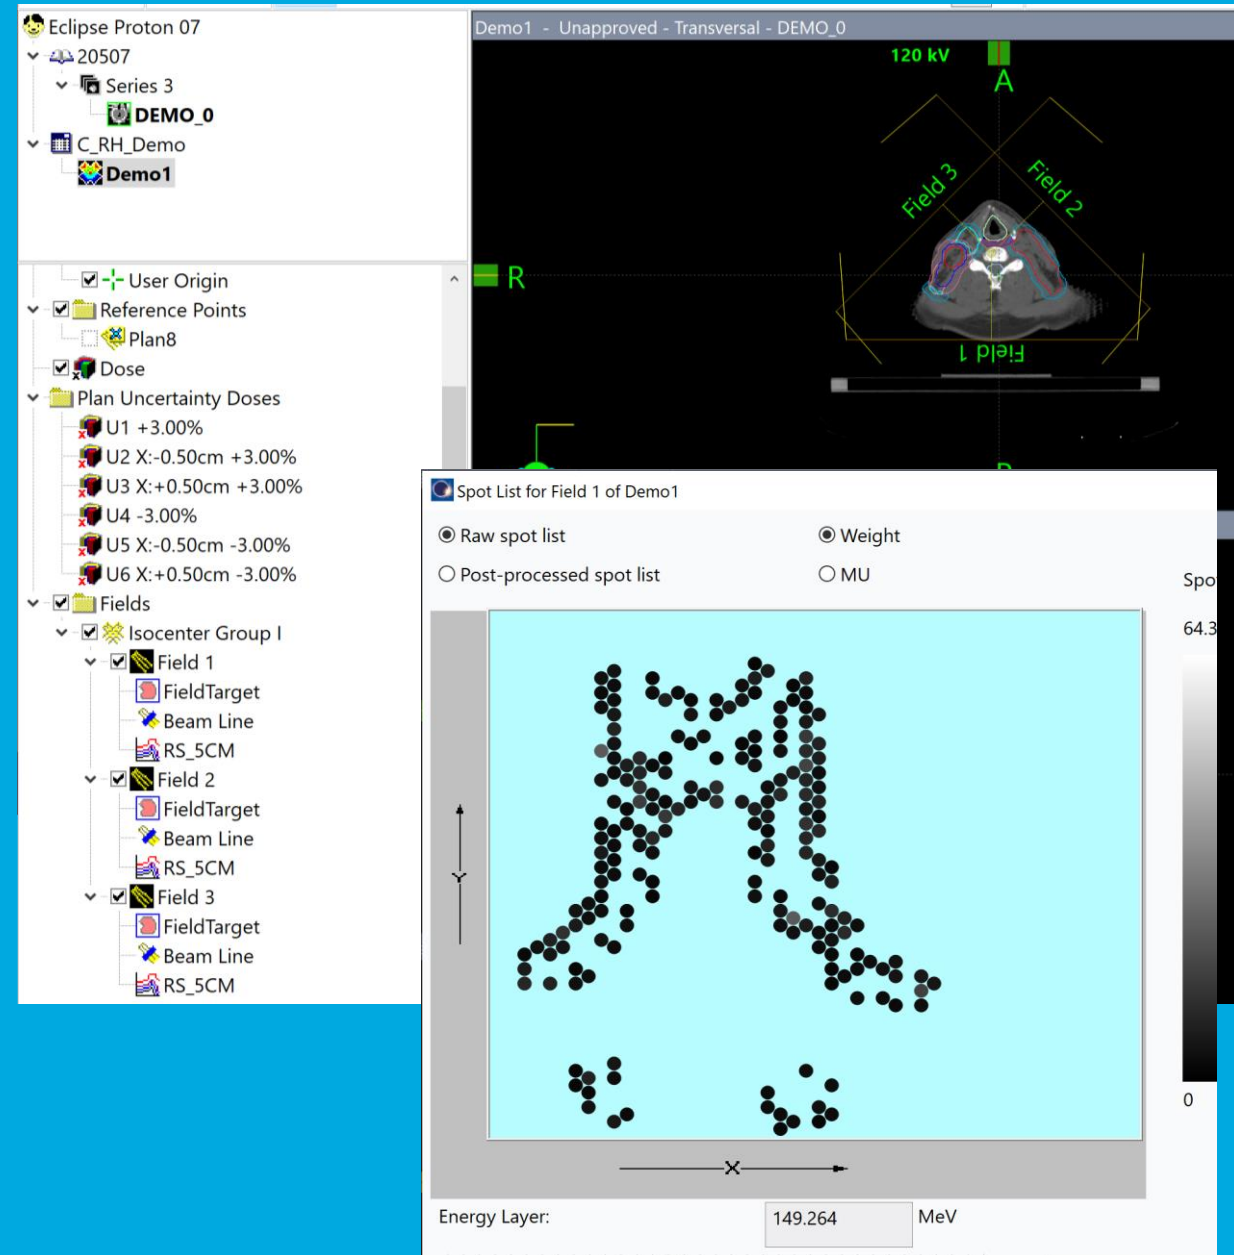 Eclipse Proton 07
20507
Series 3
DEMO_0
C_RH_Demo
Demo1
User Origin
Reference Points
Plan8
Dose
Plan Uncertainty Doses
U1 +3.00%
U2 X:-0.50cm +3.00%
U3 X:+0.50cm +3.00%
U4 -3.00%
U5 X:-0.50cm -3.00%
U6 X:+0.50cm -3.00%
Fields
Isocenter Group I
Field 1
FieldTarget
Beam Line
RS_5CM
Field 2
FieldTarget
Beam Line
RS_5CM
Field 3
FieldTarget
Beam Line
RS_5CM
Demo1 - Unapproved - Transversal - DEMO_0
120 kV
A
Field 3
Field 2
R
Field 1
Spot List for Field 1 of Demo1
Raw spot list
Weight
Post-processed spot list
MU
Spo
64.3
Y
0
X
Energy Layer:
149.264
MeV